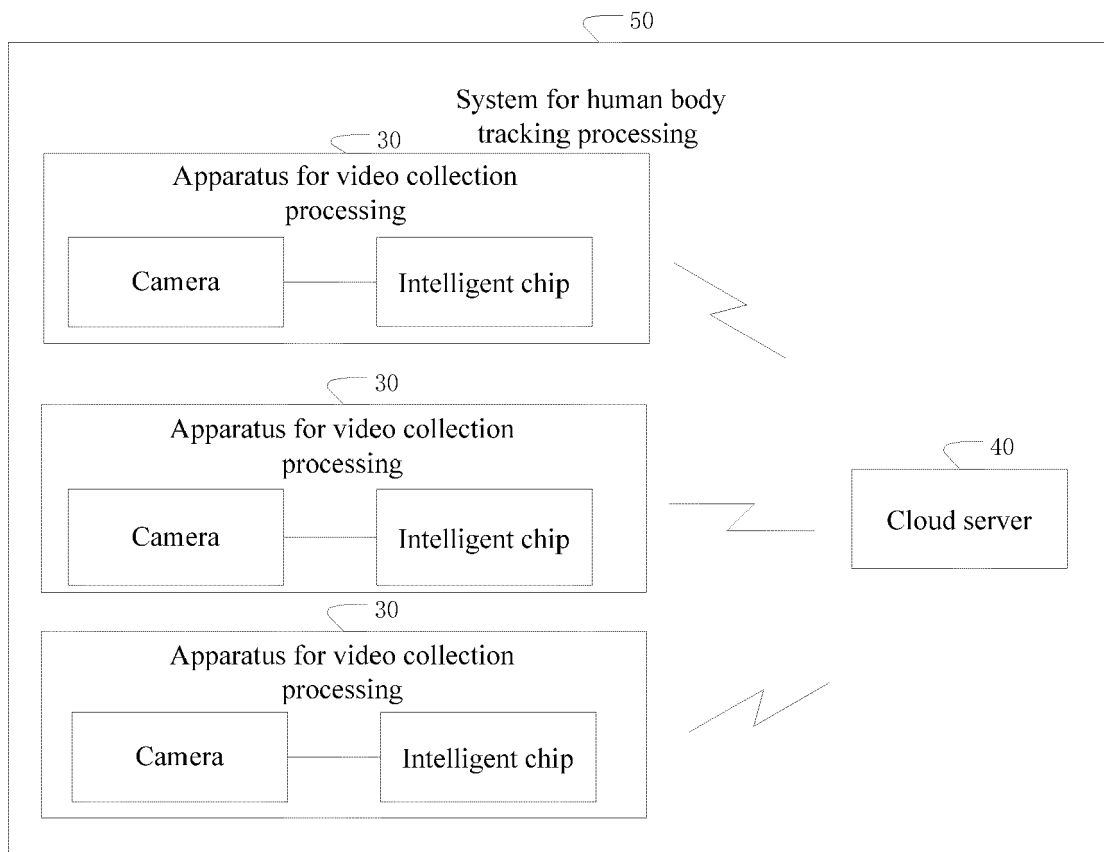 50
System for human body
tracking processing
30
Apparatus for video collection
processing
Camera
Intelligent chip
30
Apparatus for video collection
processing
Camera
Intelligent chip
40
Cloud server
30
Apparatus for video collection
processing
Camera
Intelligent chip